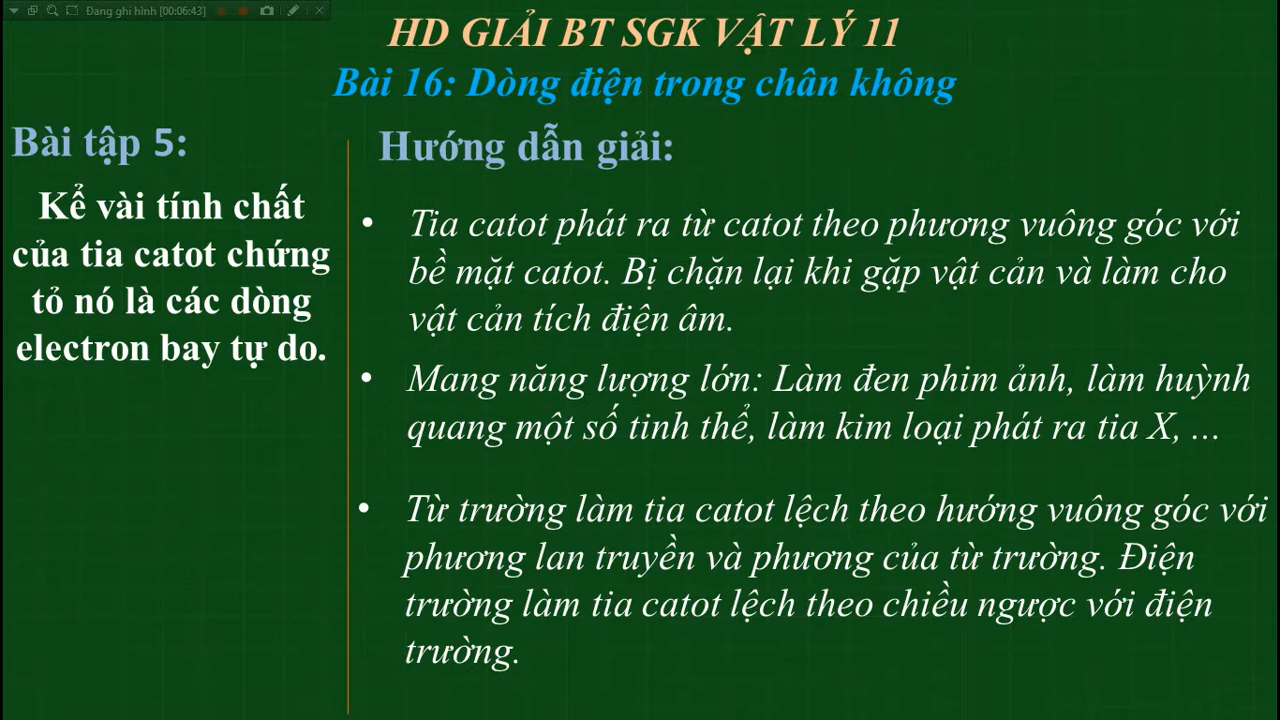 Đang ghi hình [00:06:43]
HD GIẢI BT SGK VẬT LÝ 11
Bài 16: Dòng điện trong chân không
Bài tập 5:
Kể vài tính chất
của tia catot chứng
tỏ nó là các dòng
electron bay tự do.
Hướng dẫn giải:
• Tia catot phát ra từ catot theo phương vuông góc với
bề mặt catot. Bị chặn lại khi gặp vật cản và làm cho
vật cản tích điện âm.
• Mang năng lượng lớn: Làm đen phim ảnh, làm huỳnh
quang một số tinh thể, làm kim loại phát ra tia X, ...
• Từ trường làm tia catot lệch theo hướng vuông góc với
phương lan truyền và phương của từ trường. Điện
trường làm tia catot lệch theo chiều ngược với điện
trường.